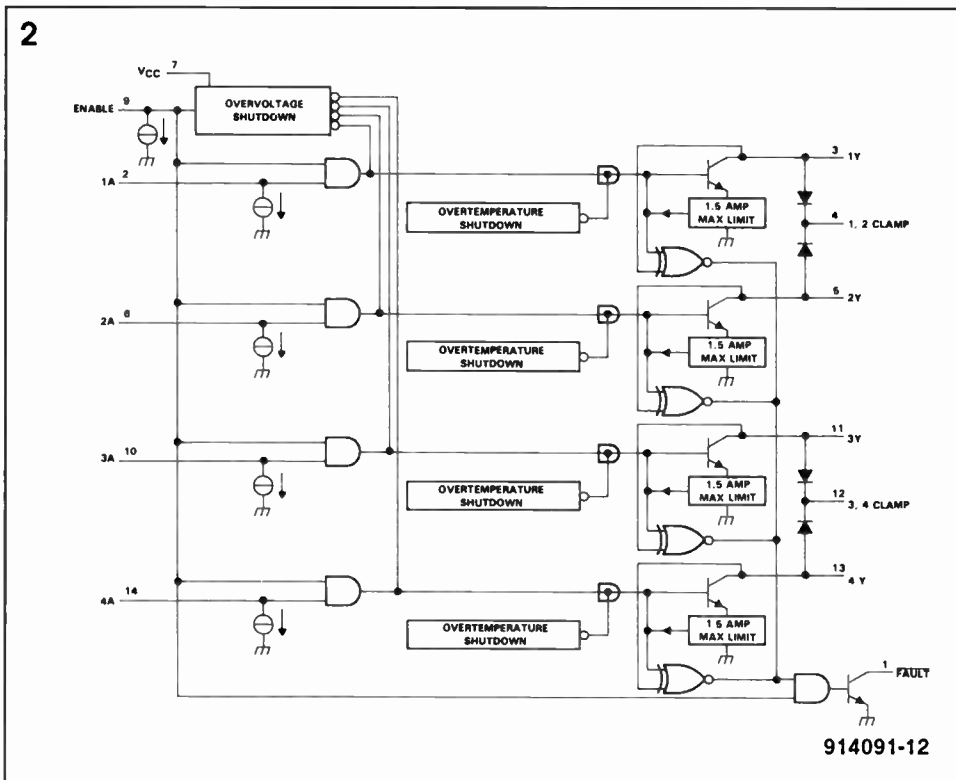 2
VCC 7
ENABLE 9
OVERVOLTAGE
SHUTDOWN
1A 2
OVERTEMPERATURE
SHUTDOWN
1.5 AMP
MAX LIMIT
3 1Y
4 1, 2 CLAMP
2A 6
OVERTEMPERATURE
SHUTDOWN
1.5 AMP
MAX LIMIT
5 2Y
3A 10
OVERTEMPERATURE
SHUTDOWN
1.5 AMP
MAX LIMIT
11 3Y
12 3, 4 CLAMP
4A 14
OVERTEMPERATURE
SHUTDOWN
1.5 AMP
MAX LIMIT
13 4 Y
1 FAULT
914091-12